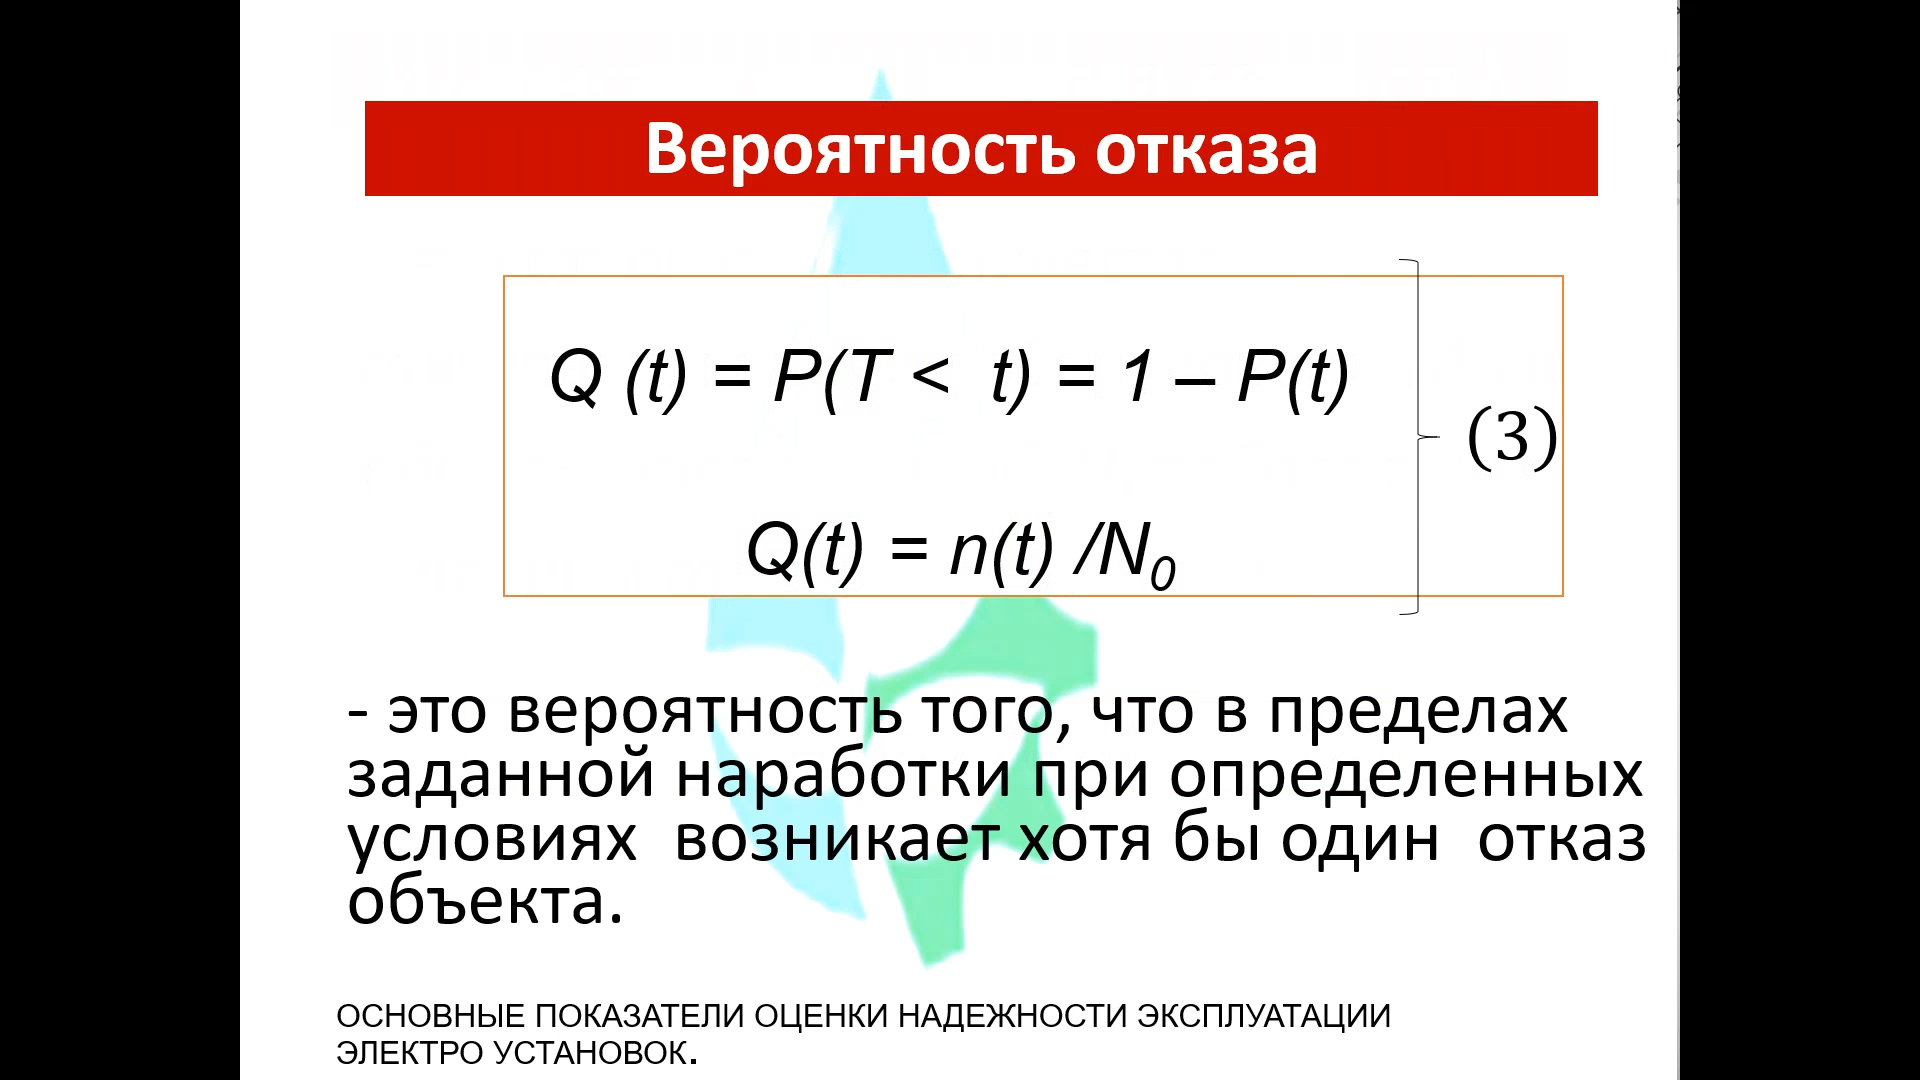 Вероятность отказа
Q (t) = P(T <  t) = 1 – P(t)
(3)
Q(t) = n(t) /N₀
- это вероятность того, что в пределах
заданной наработки при определенных
условиях  возникает хотя бы один  отказ
объекта.
ОСНОВНЫЕ ПОКАЗАТЕЛИ ОЦЕНКИ НАДЕЖНОСТИ ЭКСПЛУАТАЦИИ
ЭЛЕКТРО УСТАНОВОК.